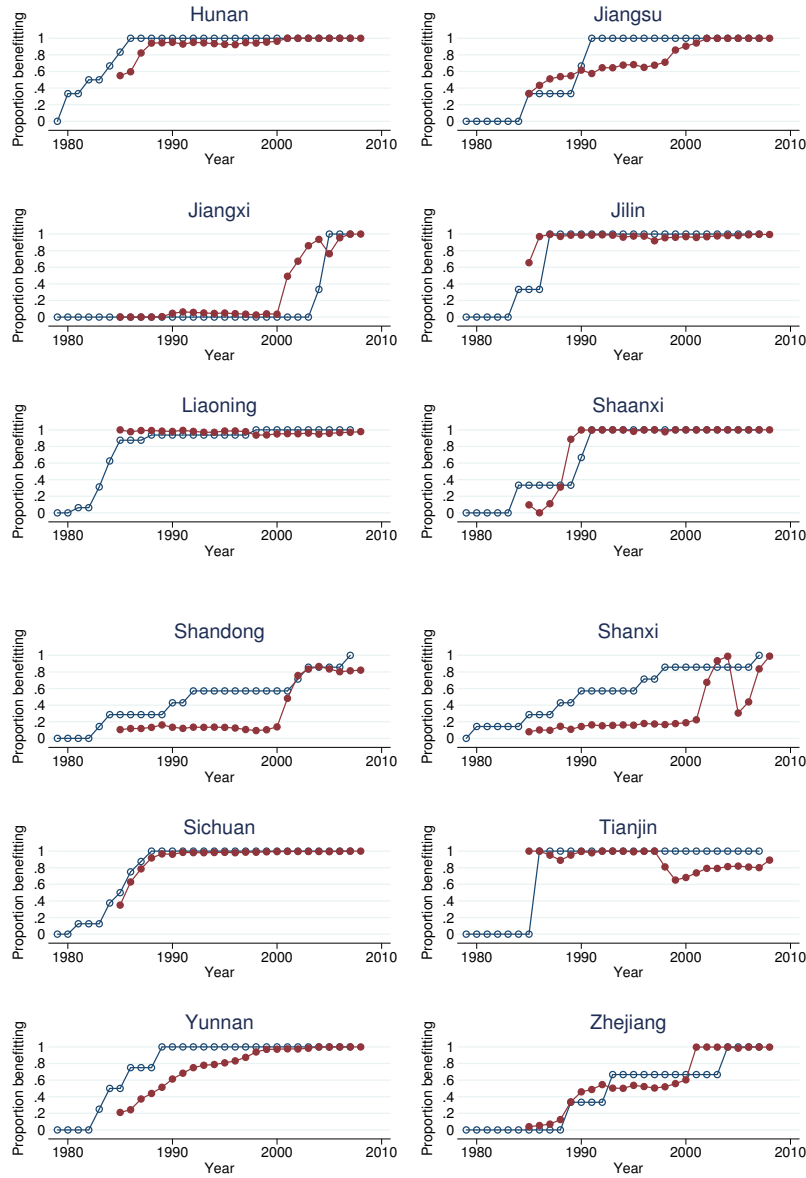 Hunan
Proportion benefitting
1
.8
.6
.4
.2
0
1980 1990 2000 2010
Year
Jiangsu
Proportion benefitting
1
.8
.6
.4
.2
0
1980 1990 2000 2010
Year
Jiangxi
Proportion benefitting
1
.8
.6
.4
.2
0
1980 1990 2000 2010
Year
Jilin
Proportion benefitting
1
.8
.6
.4
.2
0
1980 1990 2000 2010
Year
Liaoning
Proportion benefitting
1
.8
.6
.4
.2
0
1980 1990 2000 2010
Year
Shaanxi
Proportion benefitting
1
.8
.6
.4
.2
0
1980 1990 2000 2010
Year
Shandong
Proportion benefitting
1
.8
.6
.4
.2
0
1980 1990 2000 2010
Year
Shanxi
Proportion benefitting
1
.8
.6
.4
.2
0
1980 1990 2000 2010
Year
Sichuan
Proportion benefitting
1
.8
.6
.4
.2
0
1980 1990 2000 2010
Year
Tianjin
Proportion benefitting
1
.8
.6
.4
.2
0
1980 1990 2000 2010
Year
Yunnan
Proportion benefitting
1
.8
.6
.4
.2
0
1980 1990 2000 2010
Year
Zhejiang
Proportion benefitting
1
.8
.6
.4
.2
0
1980 1990 2000 2010
Year